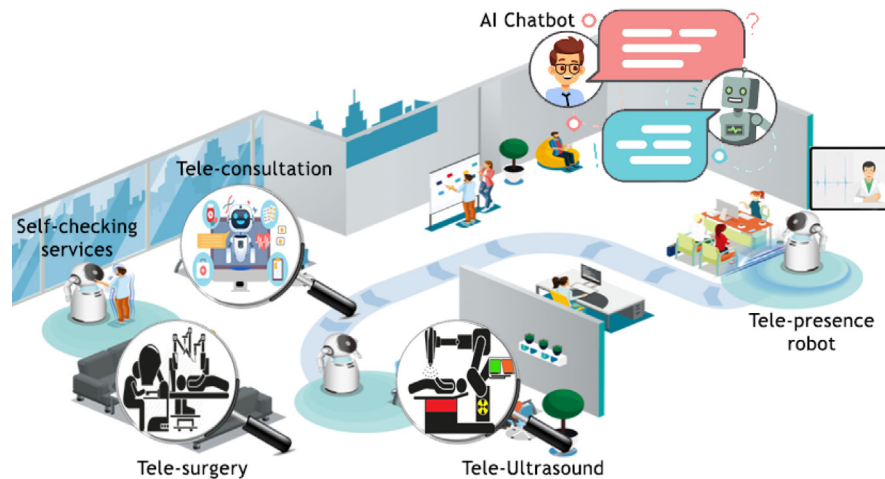 AI Chatbot
?
Tele-consultation
Self-checking
services
Tele-presence
robot
Tele-surgery
Tele-Ultrasound